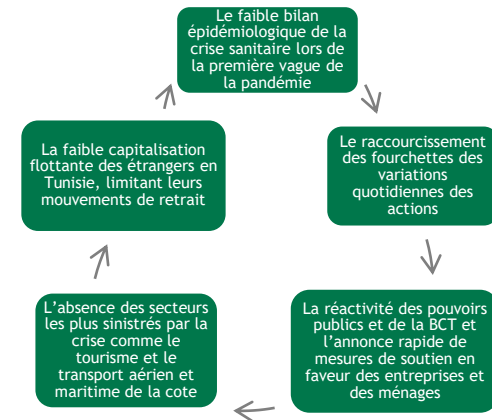 Le faible bilan
épidémiologique de la
crise sanitaire lors de
la première vague de
la pandémie
Le raccourcissement
des fourchettes des
variations
quotidiennes des
actions
La réactivité des pouvoirs
publics et de la BCT et
l’annonce rapide de
mesures de soutien en
faveur des entreprises et
des ménages
L’absence des secteurs
les plus sinistrés par la
crise comme le
tourisme et le
transport aérien et
maritime de la cote
La faible capitalisation
flottante des étrangers en
Tunisie, limitant leurs
mouvements de retrait